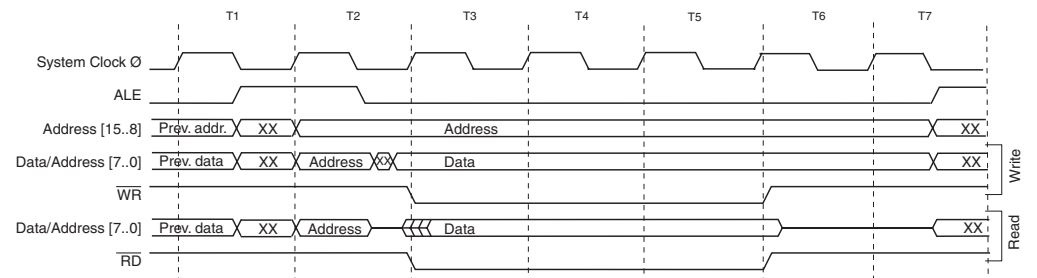 T1 T2 T3 T4 T5 T6 T7
System Clock Ø
ALE
Address [15..8] Prev. addr. XX Address XX
Data/Address [7..0] Prev. data XX Address XX Data XX
WR
Write
Data/Address [7..0] Prev. data XX Address Data XX
RD
Read